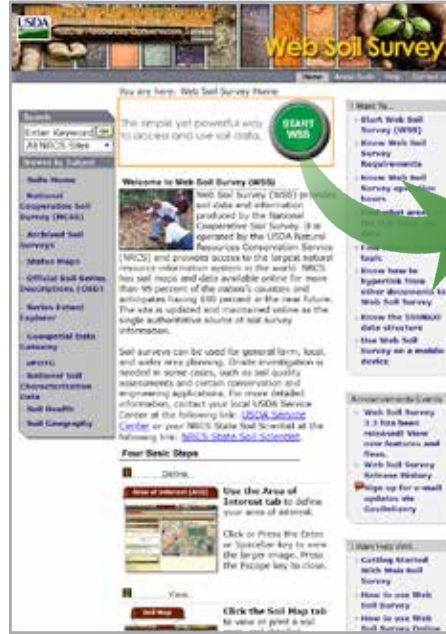 USDA
Natural Resources Conservation Service
Web Soil Survey
Home
Help
You are here: Web Soil Survey Home
Search
Enter Keyword
All NRCS Sites
Browse by Subject
Soils Home
National
Cooperative Soil
Survey (NCSS)
Archived Soil
Surveys
Status Maps
Official Soil Series
Descriptions (OSD)
Series Extent
Explorer
Geospatial Data
Gateway
eFOTG
National Soil
Characterization
Data
Soil Health
Soil Geography
The simple yet powerful way
to access and use soil data.
START
WSS
Welcome to Web Soil Survey (WSS)
Web Soil Survey (WSS) provides
soil data and information
produced by the National
Cooperative Soil Survey. It is
operated by the USDA Natural
Resources Conservation Service
(NRCS) and provides access to the largest natural
resource information system in the world. NRCS
has soil maps and data available online for more
than 95 percent of the nation's counties and
anticipates having 100 percent in the near future.
The site is updated and maintained online as the
single authoritative source of soil survey
information.
Soil surveys can be used for general farm, local,
and wider area planning. Onsite investigation is
needed in some cases, such as soil quality
assessments and certain conservation and
engineering applications. For more detailed
information, contact your local USDA Service
Center at the following link: USDA Service
Center or your NRCS State Soil Scientist at the
following link: NRCS State Soil Scientist.
Four Basic Steps
1
Define.
Area of Interest (AOI)
Use the Area of
Interest tab to define
your area of interest.
Click or Press the Enter
or Spacebar key to view
the larger image. Press
the Escape key to close.
2
View.
Soil Map
Click the Soil Map tab
to view or print a soil
I Want To...
Start Web Soil
Survey (WSS)
Know Web Soil
Survey
Requirements
Know Web Soil
Survey operation
hours
Find what areas
Find
topic
Know how to
hyperlink from
other documents to
Web Soil Survey
Know the SSURGO
data structure
Use Web Soil
Survey on a mobile
device
Announcements/Events
Web Soil Survey
3.3 has been
released! View
new features and
fixes.
Web Soil Survey
Release History
Sign up for e-mail
updates via
GovDelivery
I Want Help With...
Getting Started
With Web Soil
Survey
How to use Web
Soil Survey
How to use Web
Soil Survey Online